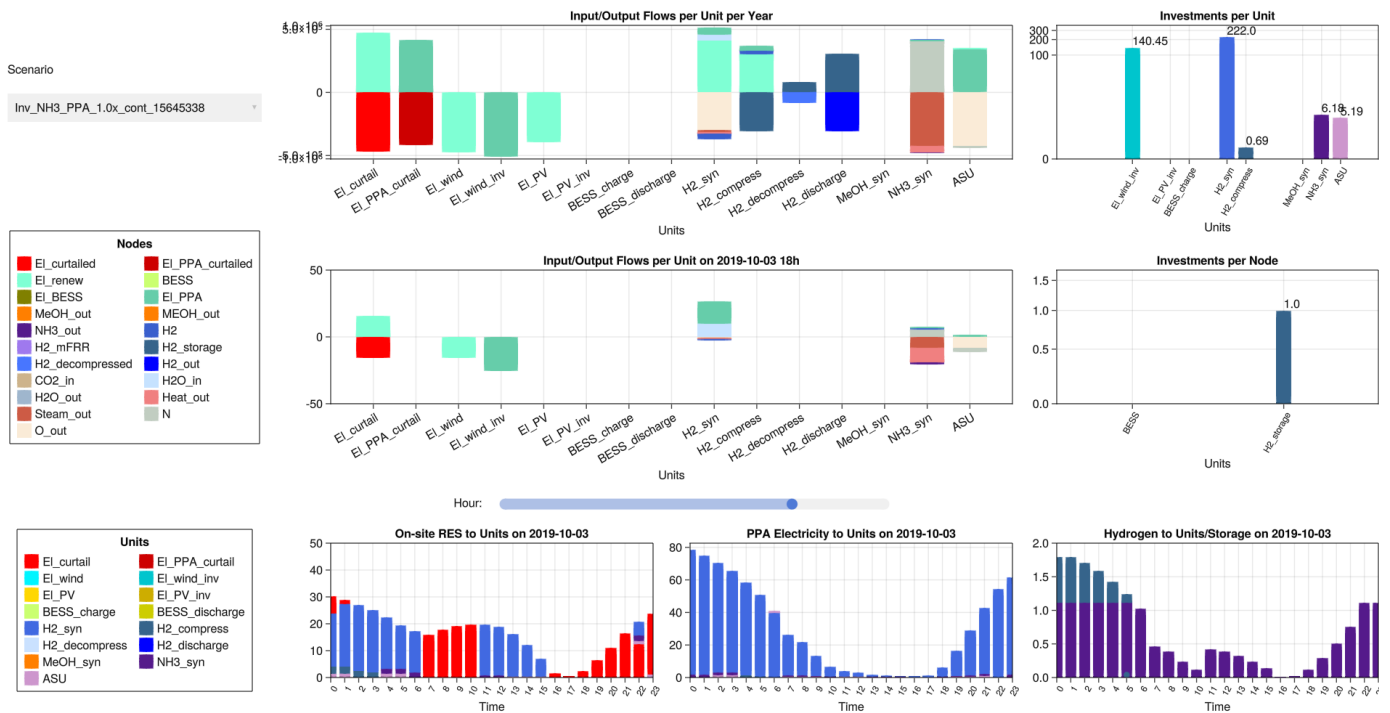 Scenario
Inv_NH3_PPA_1.0x_cont_15645338
Nodes
El_curtailed El_PPA_curtailed
El_renew BESS
El_BESS El_PPA
MeOH_out MEOH_out
NH3_out H2
H2_mFRR H2_storage
H2_decompressed H2_out
CO2_in H2O_in
H2O_out Heat_out
Steam_out N
O_out
Units
El_curtail El_PPA_curtail
El_wind El_wind_inv
El_PV El_PV_inv
BESS_charge BESS_discharge
H2_syn H2_compress
H2_decompress H2_discharge
MeOH_syn NH3_syn
ASU
Input/Output Flows per Unit per Year
0
El_curtail El_PPA_curtail El_wind El_wind_inv El_PV El_PV_inv BESS_charge BESS_discharge H2_syn H2_compress H2_decompress H2_discharge MeOH_syn NH3_syn ASU
Units
Investments per Unit
300
200
100
0
140.45 222.0 0.69 6.18 5.19
El_wind_inv El_PV_inv BESS_charge H2_syn H2_compress MeOH_syn NH3_syn ASU
Units
Input/Output Flows per Unit on 2019-10-03 18h
50
0
-50
El_curtail El_PPA_curtail El_wind El_wind_inv El_PV El_PV_inv BESS_charge BESS_discharge H2_syn H2_compress H2_decompress H2_discharge MeOH_syn NH3_syn ASU
Units
Investments per Node
1.5
1.0
0.5
0.0
1.0
BESS H2_storage
Units
Hour:
On-site RES to Units on 2019-10-03
50
40
30
20
10
0
0 1 2 3 4 5 6 7 8 9 10 11 12 13 14 15 16 17 18 19 20 21 22 23
Time
PPA Electricity to Units on 2019-10-03
80
60
40
20
0
0 1 2 3 4 5 6 7 8 9 10 11 12 13 14 15 16 17 18 19 20 21 22 23
Time
Hydrogen to Units/Storage on 2019-10-03
2.0
1.5
1.0
0.5
0.0
0 1 2 3 4 5 6 7 8 9 10 11 12 13 14 15 16 17 18 19 20 21 22
Time